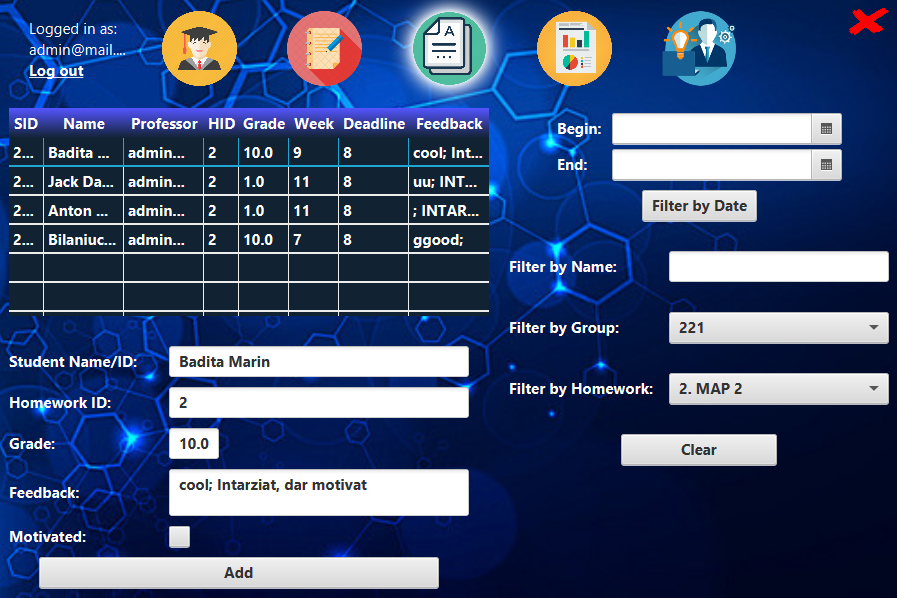 Logged in as:
admin@mail....
Log out
A
SID Name Professor HID Grade Week Deadline Feedback
2... Badita ... admin... 2 10.0 9 8 cool; Int...
2... Jack Da... admin... 2 1.0 11 8 uu; INT...
2... Anton ... admin... 2 1.0 11 8 ; INTAR...
2... Bilaniuc... admin... 2 10.0 7 8 ggood;
Student Name/ID: Badita Marin
Homework ID: 2
Grade: 10.0
Feedback: cool; Intarziat, dar motivat
Motivated:
Add
Begin:
End:
Filter by Date
Filter by Name:
Filter by Group: 221
Filter by Homework: 2. MAP 2
Clear